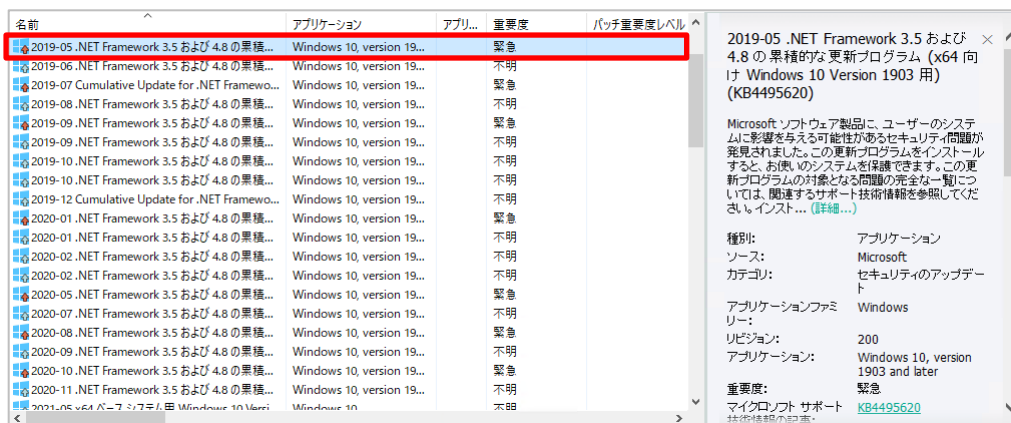 名前 アプリケーション アプリ... 重要度 パッチ重要度レベル
2019-05 .NET Framework 3.5 および 4.8 の累積... Windows 10, version 19... 緊急
2019-06 .NET Framework 3.5 および 4.8 の累積... Windows 10, version 19... 不明
2019-07 Cumulative Update for .NET Framewo... Windows 10, version 19... 緊急
2019-08 .NET Framework 3.5 および 4.8 の累積... Windows 10, version 19... 不明
2019-09 .NET Framework 3.5 および 4.8 の累積... Windows 10, version 19... 緊急
2019-09 .NET Framework 3.5 および 4.8 の累積... Windows 10, version 19... 不明
2019-10 .NET Framework 3.5 および 4.8 の累積... Windows 10, version 19... 不明
2019-10 .NET Framework 3.5 および 4.8 の累積... Windows 10, version 19... 不明
2019-12 Cumulative Update for .NET Framewo... Windows 10, version 19... 不明
2020-01 .NET Framework 3.5 および 4.8 の累積... Windows 10, version 19... 緊急
2020-01 .NET Framework 3.5 および 4.8 の累積... Windows 10, version 19... 不明
2020-02 .NET Framework 3.5 および 4.8 の累積... Windows 10, version 19... 不明
2020-02 .NET Framework 3.5 および 4.8 の累積... Windows 10, version 19... 不明
2020-05 .NET Framework 3.5 および 4.8 の累積... Windows 10, version 19... 緊急
2020-07 .NET Framework 3.5 および 4.8 の累積... Windows 10, version 19... 不明
2020-08 .NET Framework 3.5 および 4.8 の累積... Windows 10, version 19... 緊急
2020-09 .NET Framework 3.5 および 4.8 の累積... Windows 10, version 19... 不明
2020-10 .NET Framework 3.5 および 4.8 の累積... Windows 10, version 19... 緊急
2020-11 .NET Framework 3.5 および 4.8 の累積... Windows 10, version 19... 不明
2021-05 x64 ベース システム用 Windows 10 Versi... Windows 10 不明
2019-05 .NET Framework 3.5 および
4.8 の累積的な更新プログラム (x64 向
け Windows 10 Version 1903 用)
(KB4495620)
Microsoft ソフトウェア製品に、ユーザーのシステ
ムに影響を与える可能性があるセキュリティ問題が
発見されました。この更新プログラムをインストール
すると、お使いのシステムを保護できます。この更
新プログラムの対象となる問題の完全な一覧につ
いては、関連するサポート技術情報を参照してくだ
さい。インスト... (詳細...)
種別: アプリケーション
ソース: Microsoft
カテゴリ: セキュリティのアップデー
ト
アプリケーションファミ Windows
リー:
リビジョン: 200
アプリケーション: Windows 10, version
1903 and later
重要度: 緊急
マイクロソフト サポート KB4495620
技術情報の記事: